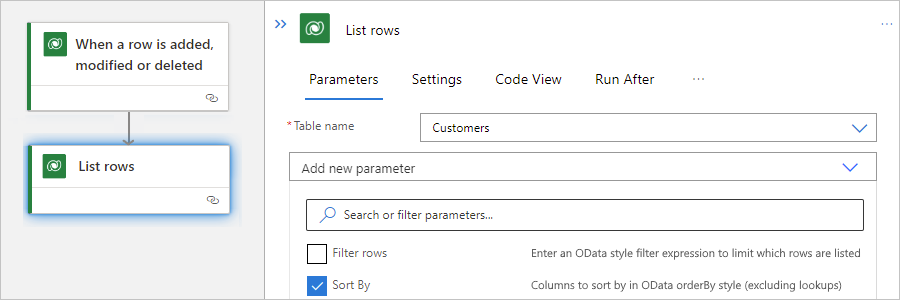 When a row is added,
modified or deleted
List rows
List rows
...
Parameters Settings Code View Run After ...
*Table name Customers
Add new parameter
Search or filter parameters...
Filter rows Enter an OData style filter expression to limit which rows are listed
Sort By Columns to sort by in OData orderBy style (excluding lookups)